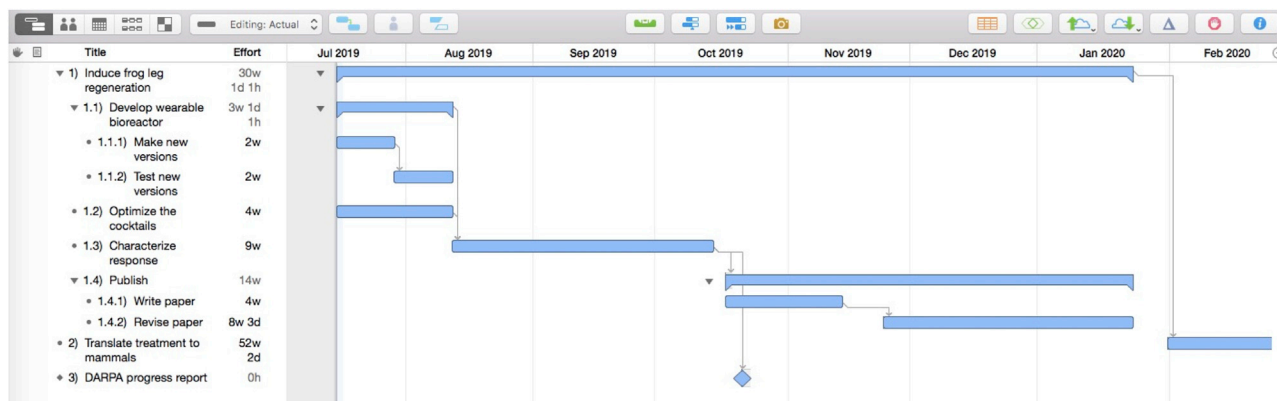 Editing: Actual
Title Effort Jul 2019 Aug 2019 Sep 2019 Oct 2019 Nov 2019 Dec 2019 Jan 2020 Feb 2020
1) Induce frog leg 30w
regeneration 1d 1h
1.1) Develop wearable 3w 1d
bioreactor 1h
1.1.1) Make new 2w
versions
1.1.2) Test new 2w
versions
1.2) Optimize the 4w
cocktails
1.3) Characterize 9w
response
1.4) Publish 14w
1.4.1) Write paper 4w
1.4.2) Revise paper 8w 3d
2) Translate treatment to 52w
mammals 2d
3) DARPA progress report 0h